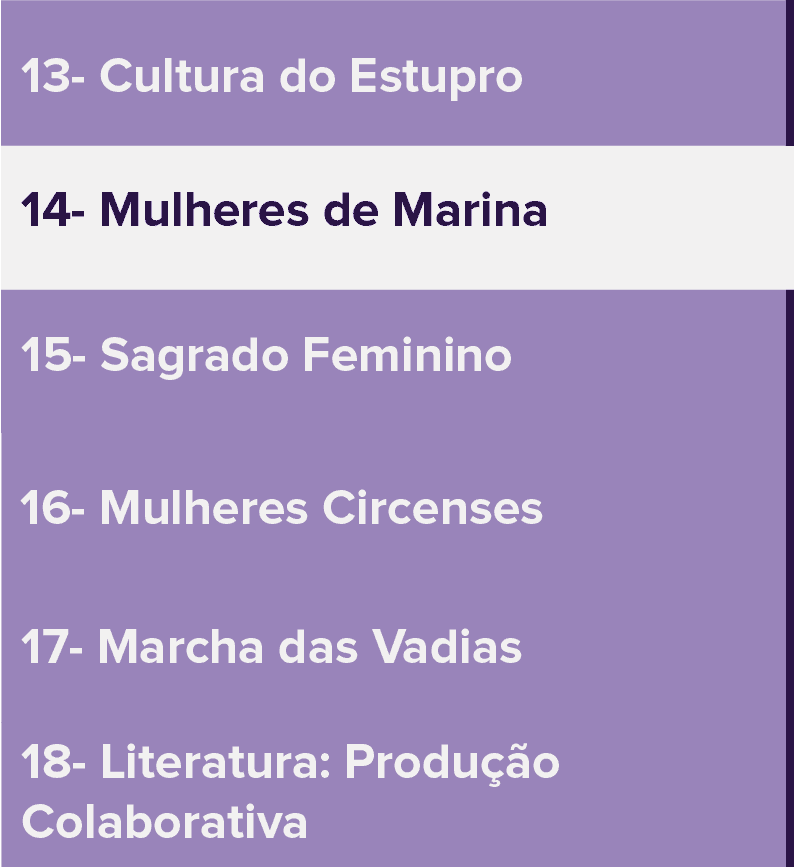 13- Cultura do Estupro
14- Mulheres de Marina
15- Sagrado Feminino
16- Mulheres Circenses
17- Marcha das Vadias
18- Literatura: Produção
Colaborativa